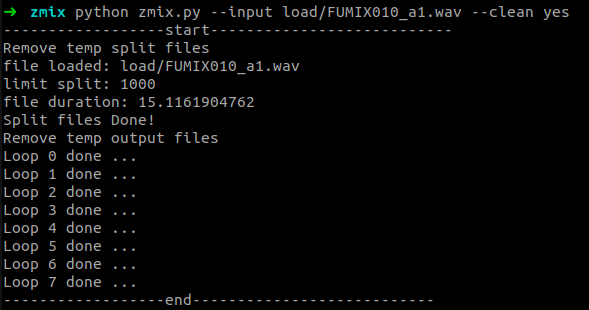 ➜ zmix python zmix.py --input load/FUMIX010_a1.wav --clean yes
------------------start---------------------------
Remove temp split files
file loaded: load/FUMIX010_a1.wav
limit split: 1000
file duration: 15.1161904762
Split files Done!
Remove temp output files
Loop 0 done ...
Loop 1 done ...
Loop 2 done ...
Loop 3 done ...
Loop 4 done ...
Loop 5 done ...
Loop 6 done ...
Loop 7 done ...
------------------end---------------------------